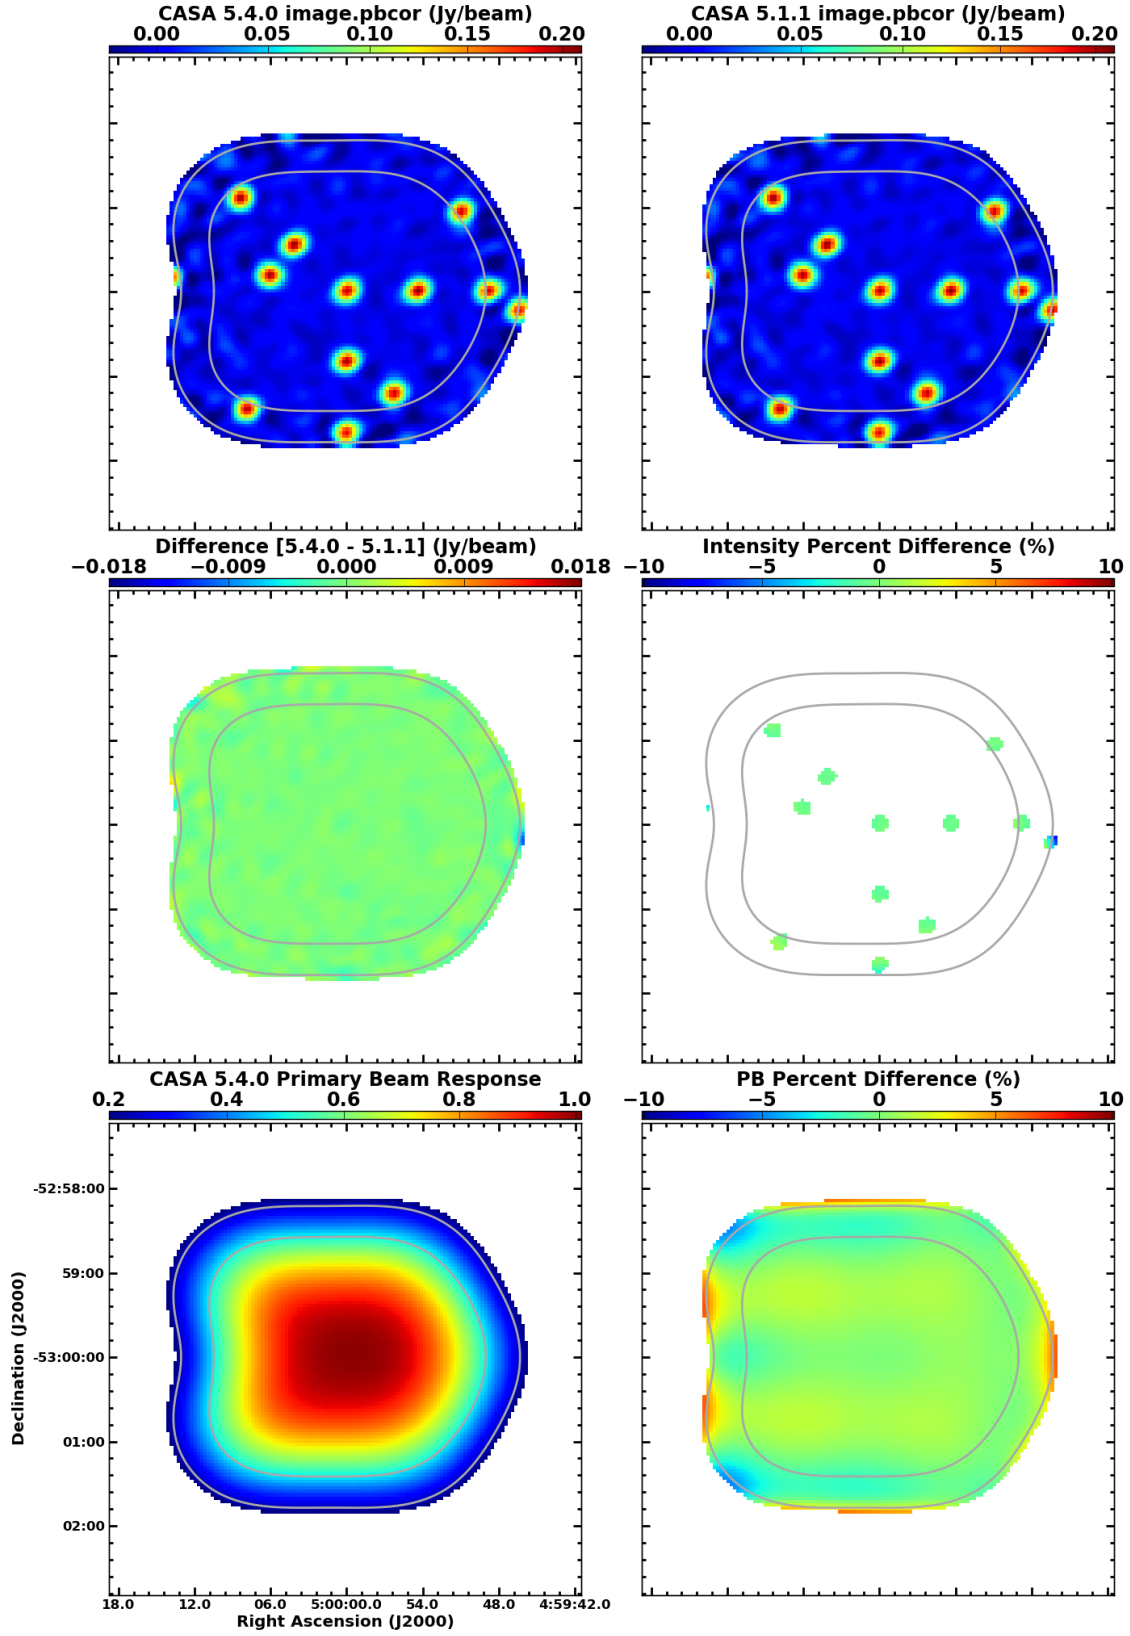 CASA 5.4.0 image.pbcor (Jy/beam) CASA 5.1.1 image.pbcor (Jy/beam)
0.00 0.05 0.10 0.15 0.20 0.00 0.05 0.10 0.15 0.20
Difference [5.4.0 - 5.1.1] (Jy/beam) Intensity Percent Difference (%)
−0.018 −0.009 0.000 0.009 0.018 −10 −5 0 5 10
CASA 5.4.0 Primary Beam Response PB Percent Difference (%)
0.2 0.4 0.6 0.8 1.0 −10 −5 0 5 10
-52:58:00
59:00
-53:00:00
01:00
02:00
Declination (J2000)
18.0 12.0 06.0 5:00:00.0 54.0 48.0 4:59:42.0
Right Ascension (J2000)